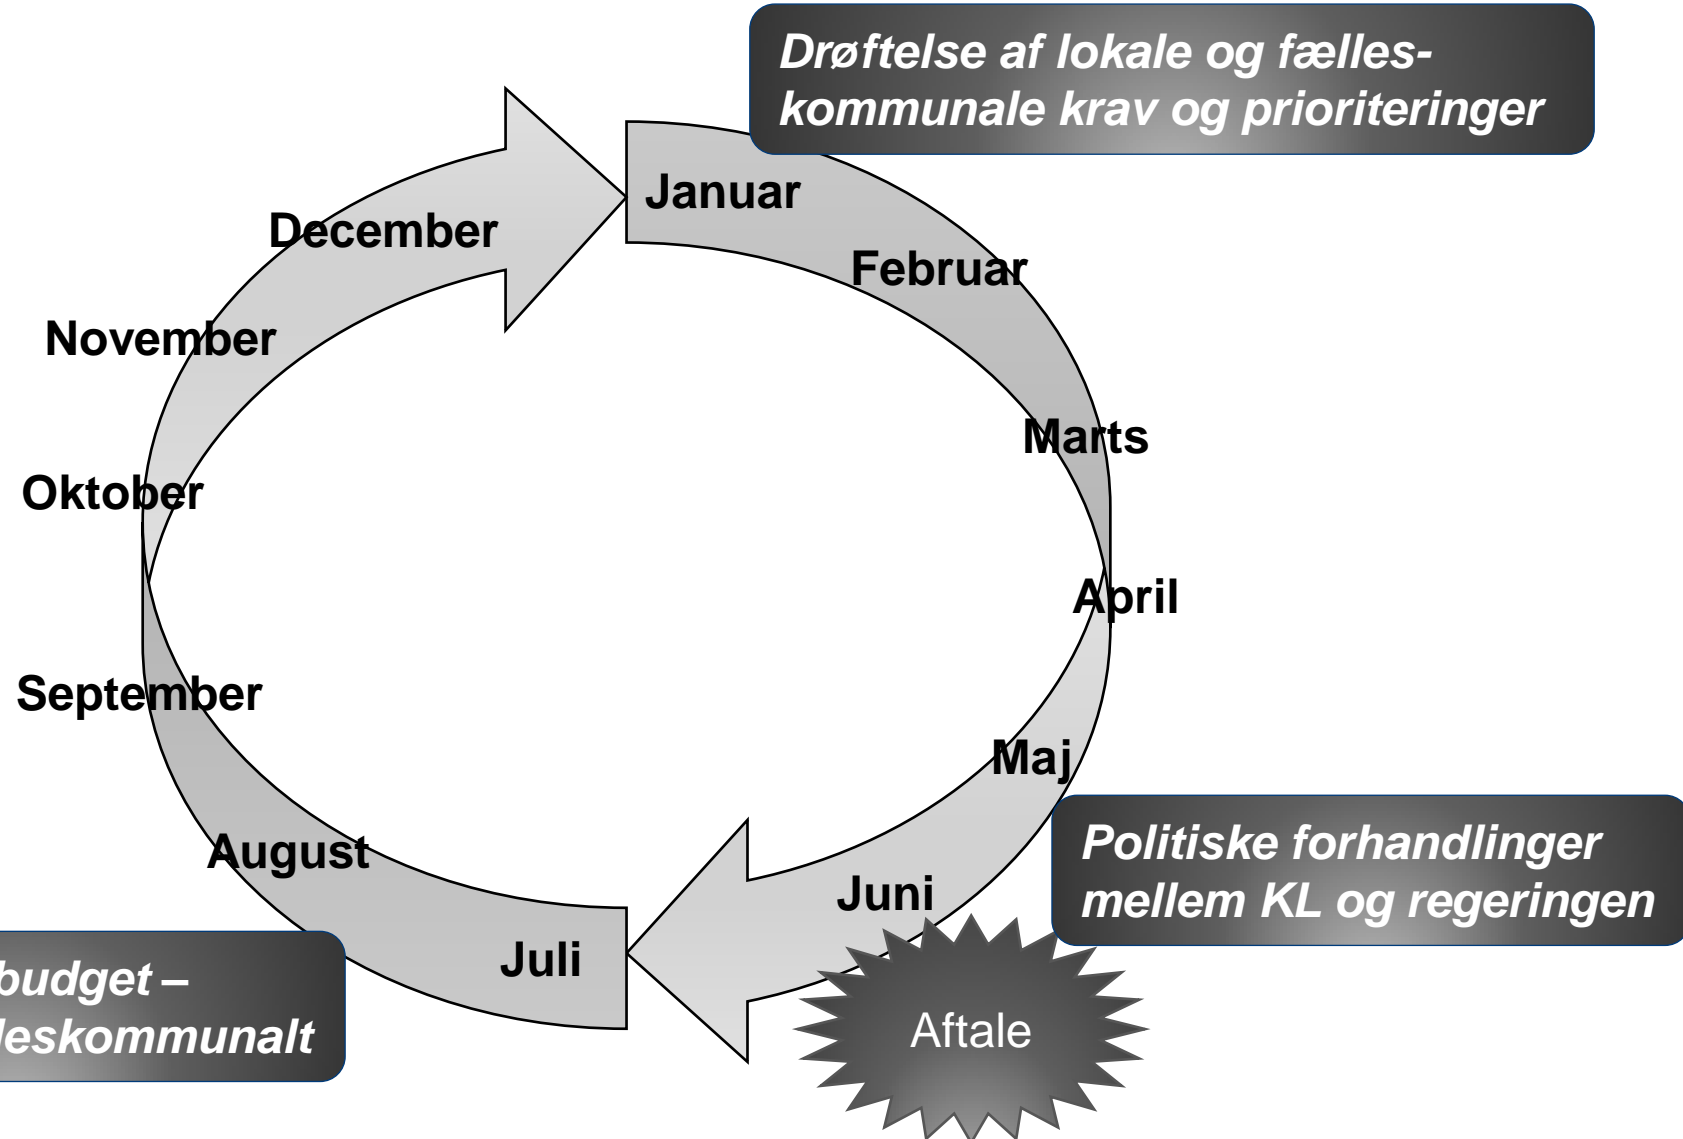 Drøftelse af lokale og fælles-
kommunale krav og prioriteringer
Januar
Februar
Marts
April
Maj
Juni
Politiske forhandlinger
mellem KL og regeringen
Aftale
Juli
August
September
Oktober
November
December
budget –
leskommunalt